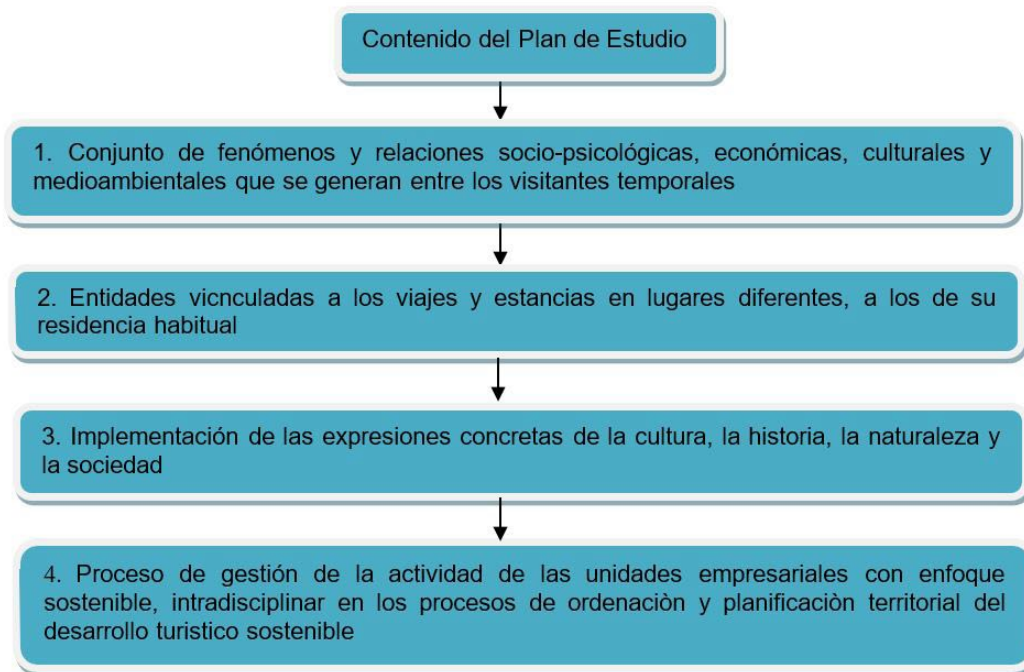 Contenido del Plan de Estudio
1. Conjunto de fenómenos y relaciones socio-psicológicas, económicas, culturales y
medioambientales que se generan entre los visitantes temporales
2. Entidades vicnculadas a los viajes y estancias en lugares diferentes, a los de su
residencia habitual
3. Implementación de las expresiones concretas de la cultura, la historia, la naturaleza y
la sociedad
4. Proceso de gestión de la actividad de las unidades empresariales con enfoque
sostenible, intradisciplinar en los procesos de ordenaciòn y planificaciòn territorial del
desarrollo turistico sostenible